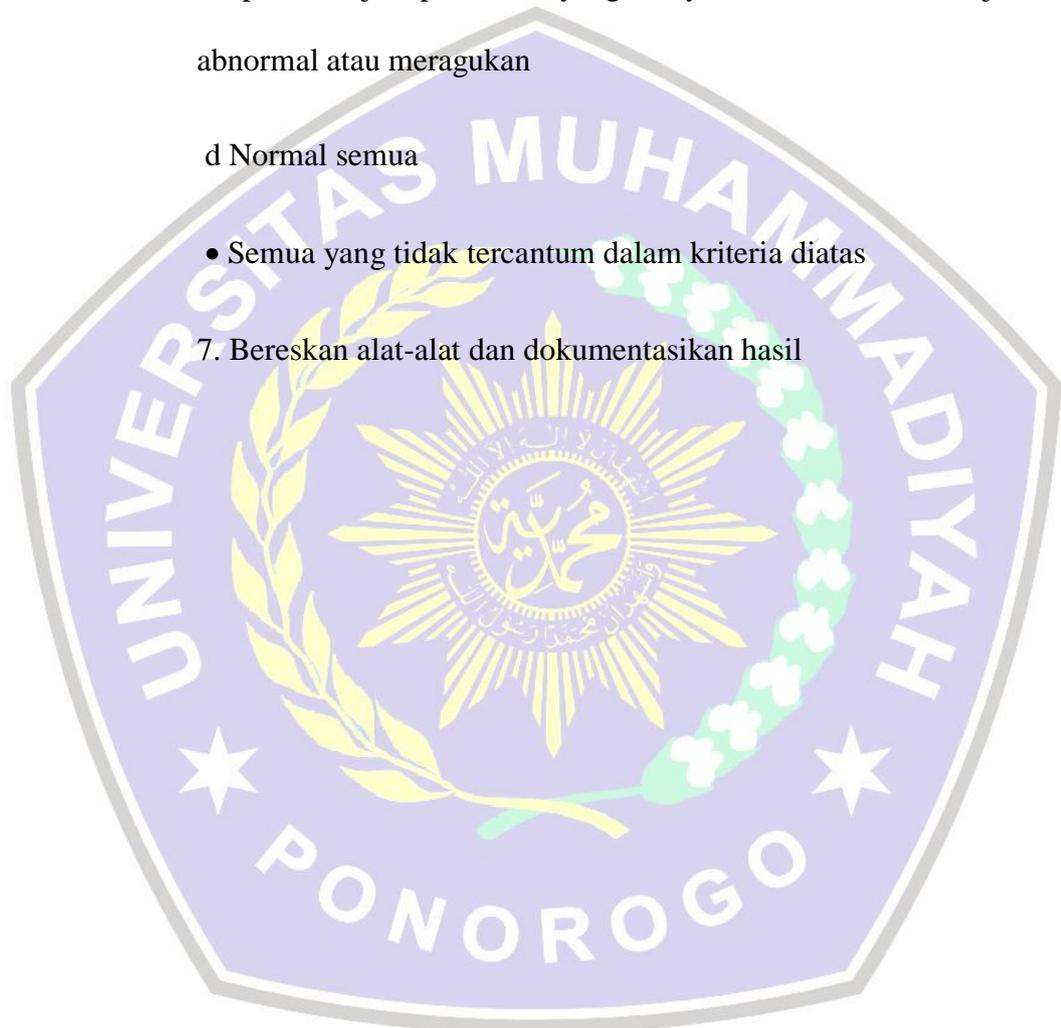 abnormal atau meragukan
d Normal semua
• Semua yang tidak tercantum dalam kriteria diatas
7. Bereskan alat-alat dan dokumentasikan hasil
UNIVERSITAS MUHAMMADIYAH
محمدية
PONOROGO